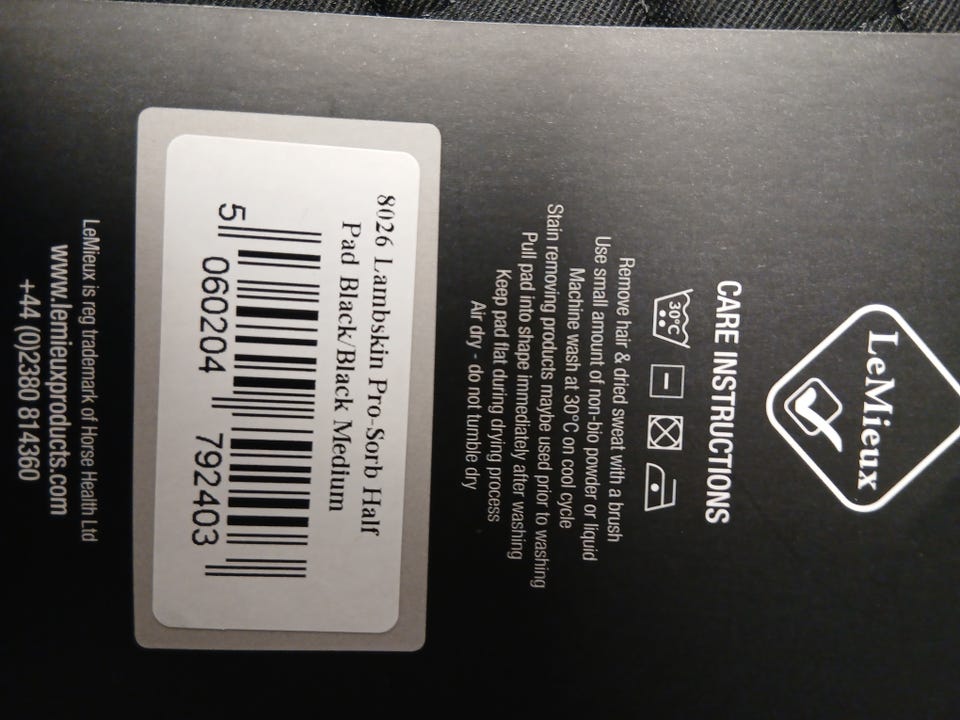 LeMieux
CARE INSTRUCTIONS
30°C
Remove hair & dried sweat with a brush
Use small amount of non-bio powder or liquid
Machine wash at 30°C on cool cycle
Stain removing products maybe used prior to washing
Pull pad into shape immediately after washing
Keep pad flat during drying process
Air dry - do not tumble dry
8026 Lambskin Pro-Sorb Half
Pad Black/Black Medium
5 060204 792403
LeMieux is reg trademark of Horse Health Ltd
www.lemieuxproducts.com
+44 (0)2380 814360